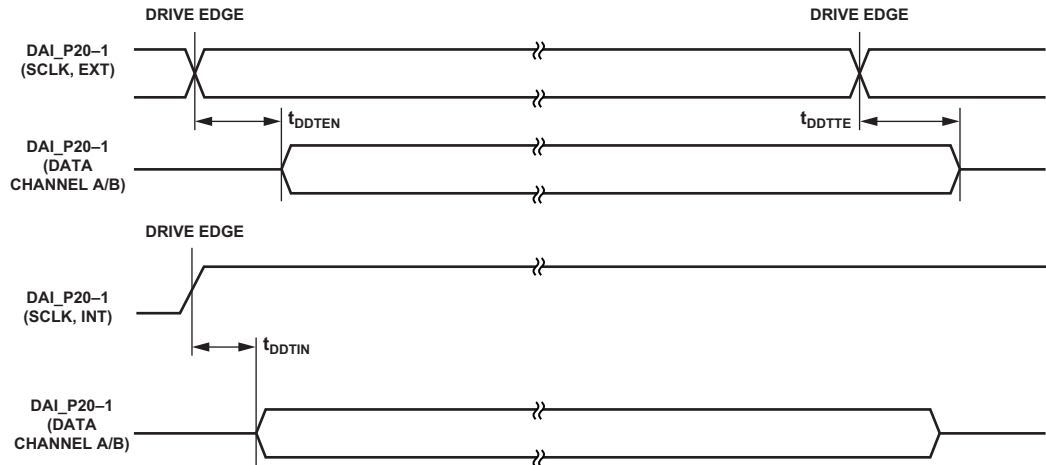 DRIVE EDGE
DRIVE EDGE
DAI_P20–1
(SCLK, EXT)
tDDTEN
tDDTTE
DAI_P20–1
(DATA
CHANNEL A/B)
DRIVE EDGE
DAI_P20–1
(SCLK, INT)
tDDTIN
DAI_P20–1
(DATA
CHANNEL A/B)